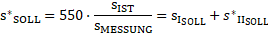 s*SOLL = 550 · sIST / sMESSUNG = sISOLL + s*IISOLL